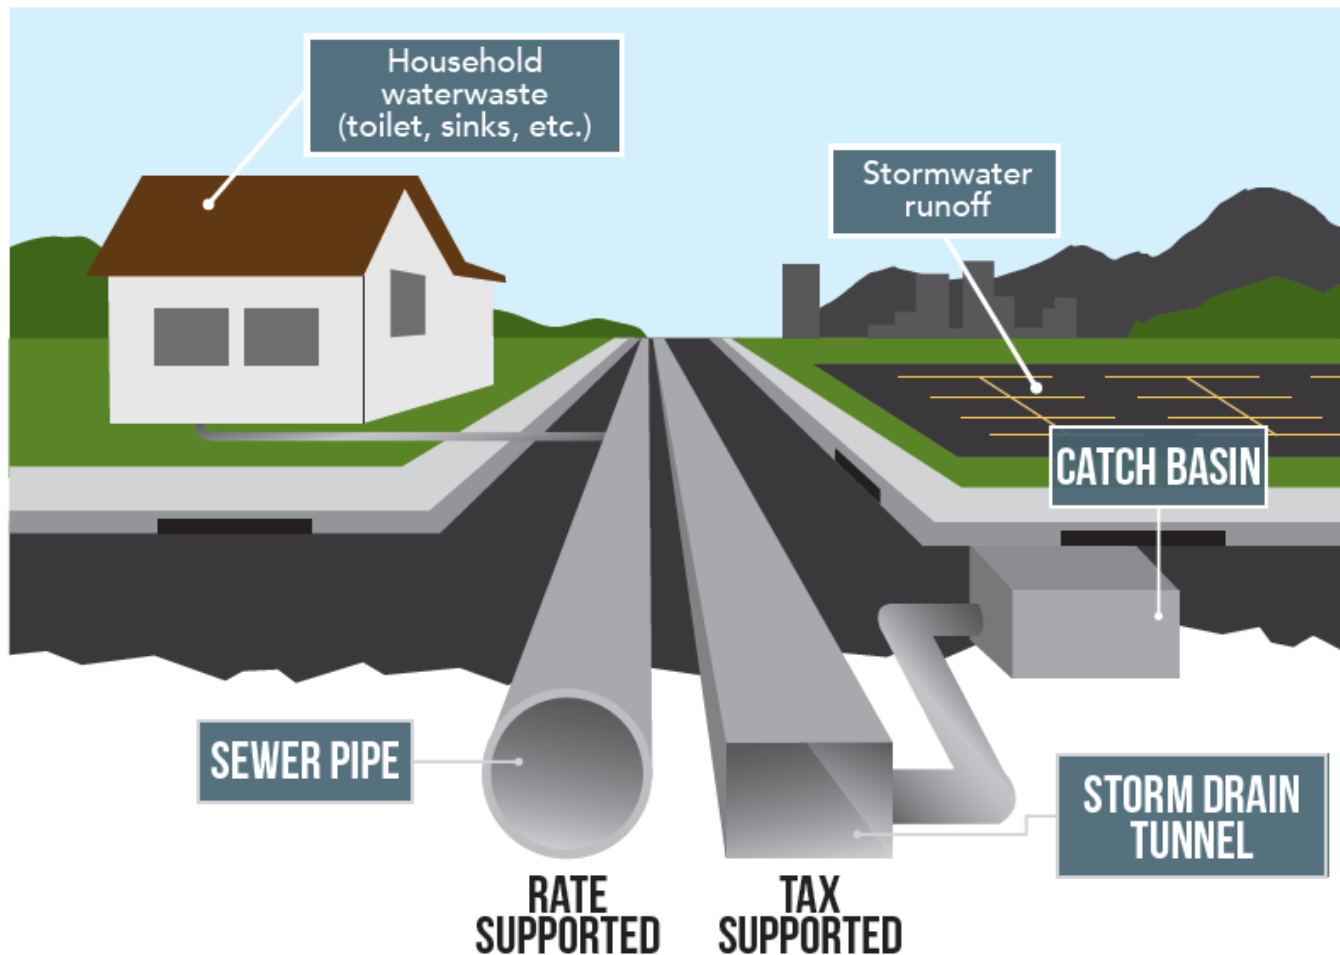 Household
waterwaste
(toilet, sinks, etc.)
Stormwater
runoff
CATCH BASIN
SEWER PIPE
STORM DRAIN
TUNNEL
RATE
SUPPORTED
TAX
SUPPORTED